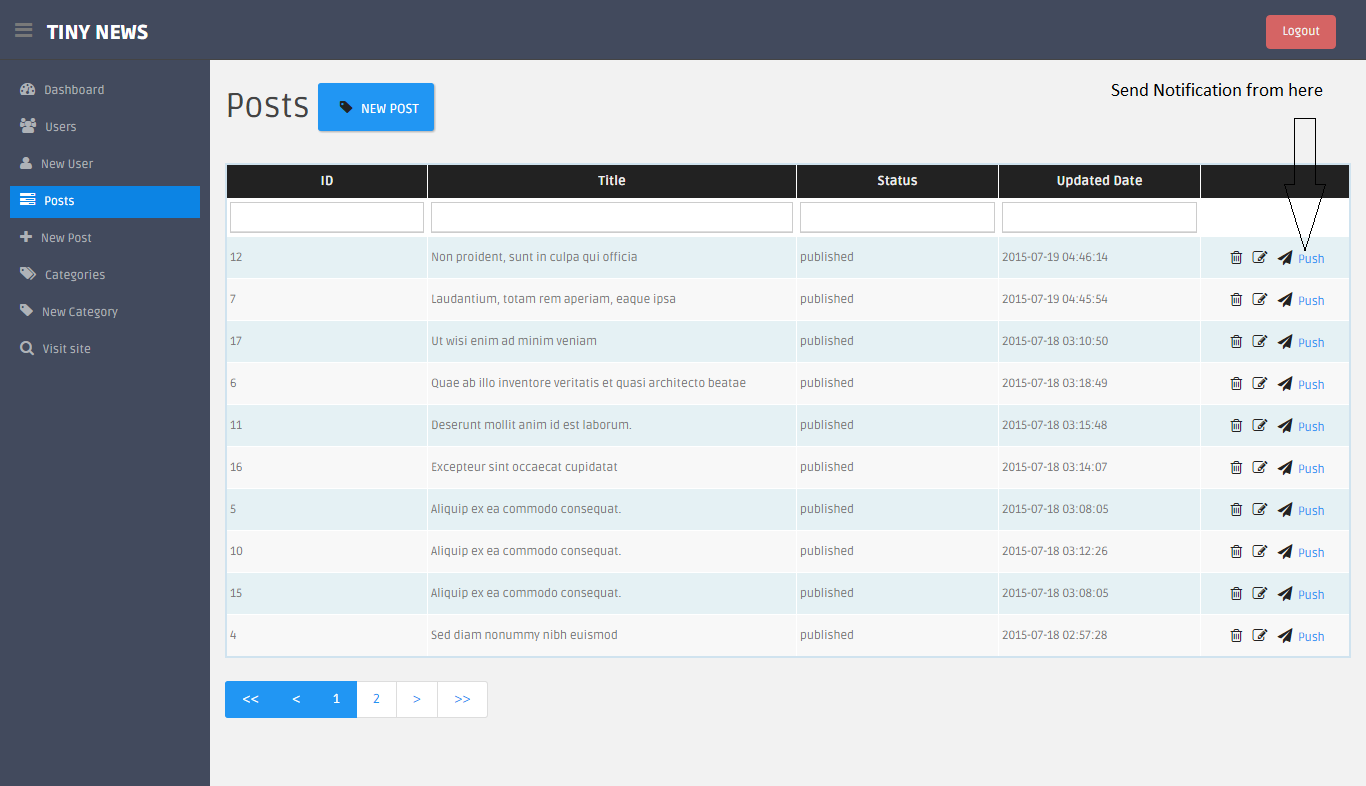 TINY NEWS
Logout
Dashboard
Users
New User
Posts
New Post
Categories
New Category
Visit site
Posts
NEW POST
Send Notification from here
ID Title Status Updated Date
12 Non proident, sunt in culpa qui officia published 2015-07-19 04:46:14 Push
7 Laudantium, totam rem aperiam, eaque ipsa published 2015-07-19 04:45:54 Push
17 Ut wisi enim ad minim veniam published 2015-07-18 03:10:50 Push
6 Quae ab illo inventore veritatis et quasi architecto beatae published 2015-07-18 03:18:49 Push
11 Deserunt mollit anim id est laborum. published 2015-07-18 03:15:48 Push
16 Excepteur sint occaecat cupidatat published 2015-07-18 03:14:07 Push
5 Aliquip ex ea commodo consequat. published 2015-07-18 03:08:05 Push
10 Aliquip ex ea commodo consequat. published 2015-07-18 03:12:26 Push
15 Aliquip ex ea commodo consequat. published 2015-07-18 03:08:05 Push
4 Sed diam nonummy nibh euismod published 2015-07-18 02:57:28 Push
<< < 1 2 > >>